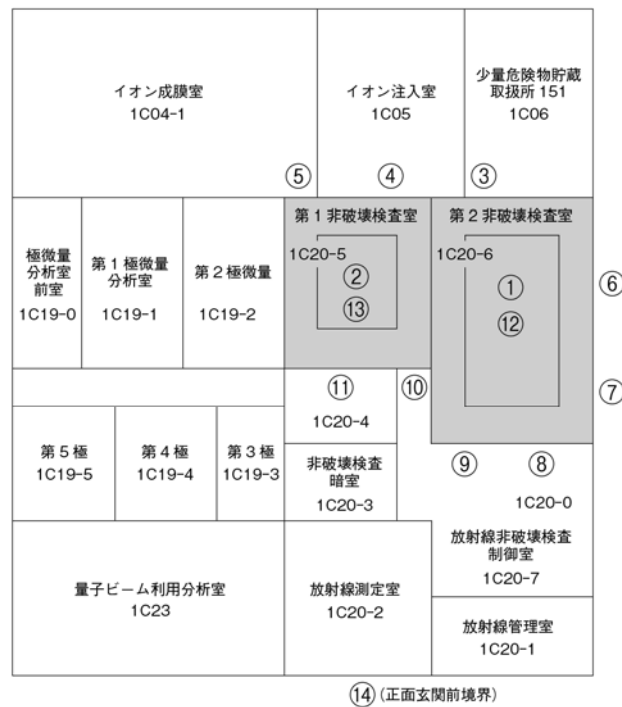 イオン成膜室
1C04-1
イオン注入室
1C05
少量危険物貯蔵
取扱所151
1C06
⑤
④
③
極微量
分析室
前室
1C19-0
第1極微量
分析室
1C19-1
第2極微量
1C19-2
第1非破壊検査室
1C20-5
②
⑬
第2非破壊検査室
1C20-6
①
⑫
⑥
⑦
⑪
1C20-4
⑩
第5極
1C19-5
第4極
1C19-4
第3極
1C19-3
非破壊検査
暗室
1C20-3
⑨
⑧
1C20-0
放射線非破壊検査
制御室
1C20-7
量子ビーム利用分析室
1C23
放射線測定室
1C20-2
放射線管理室
1C20-1
⑭(正面玄関前境界)